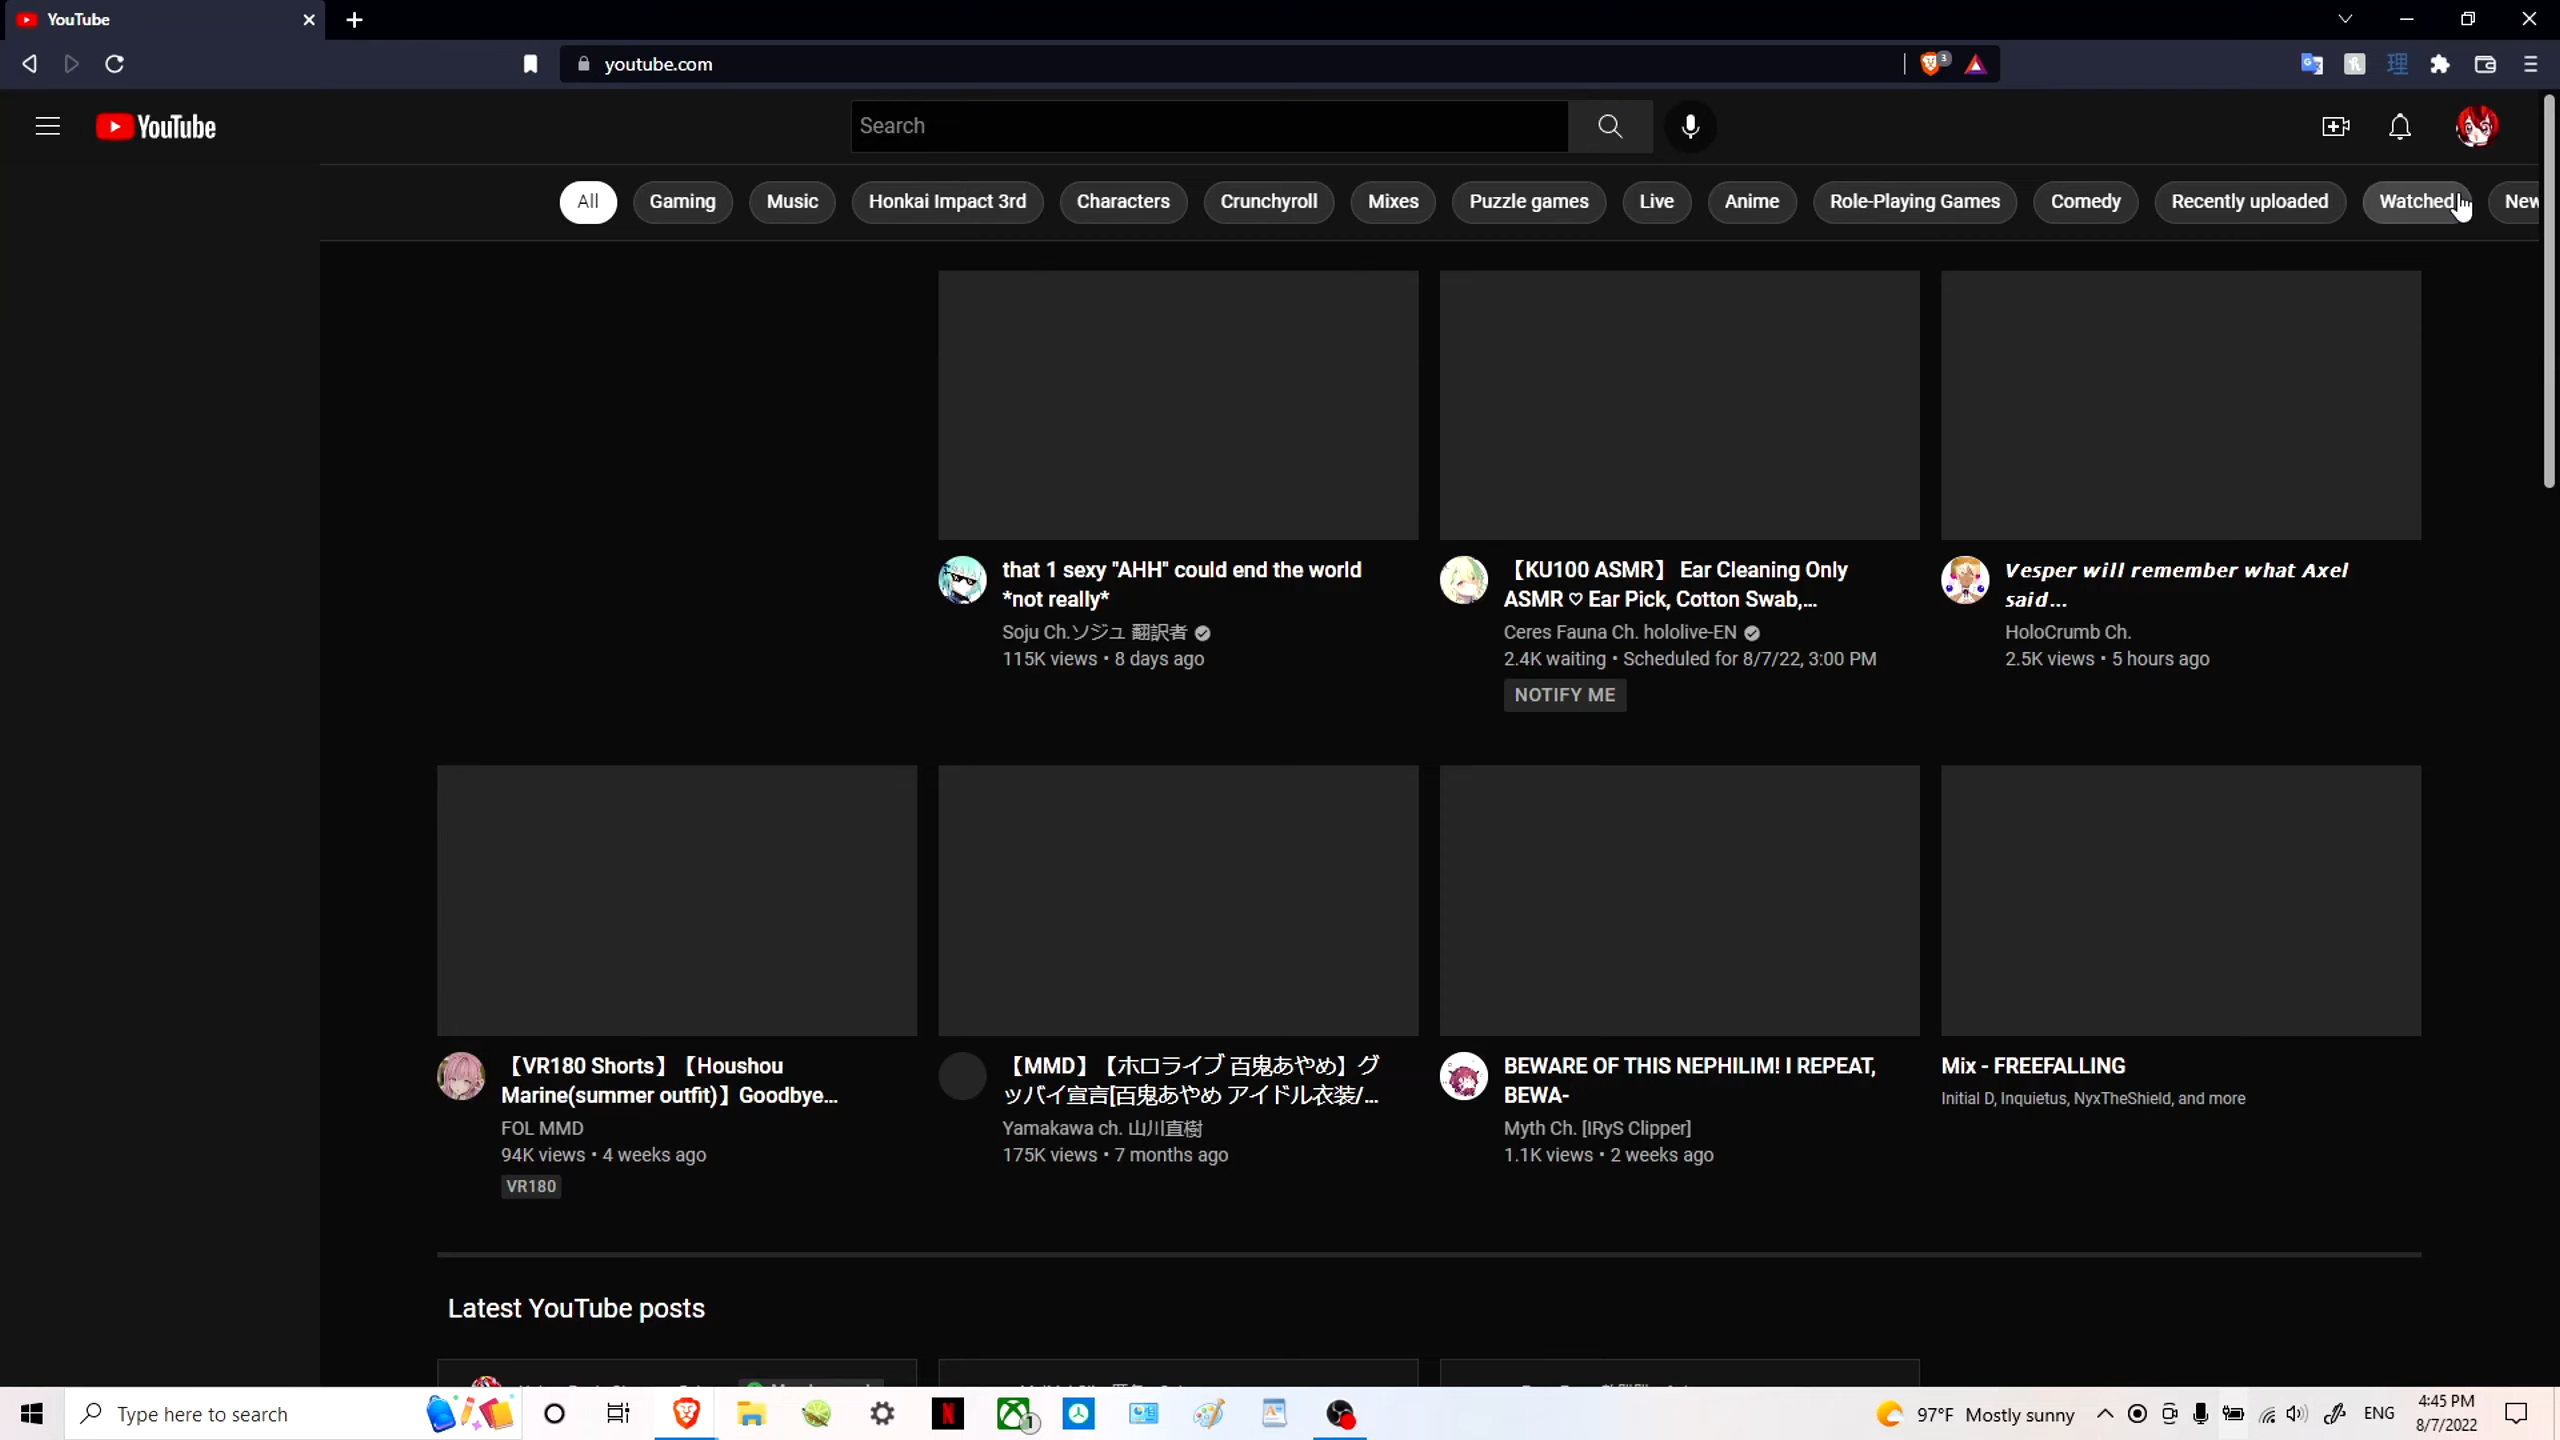 YouTube
youtube.com
3
YouTube
Search
All
Gaming
Music
Honkai Impact 3rd
Characters
Crunchyroll
Mixes
Puzzle games
Live
Anime
Role-Playing Games
Comedy
Recently uploaded
Watched
New
that 1 sexy "AHH" could end the world
*not really*
Soju Ch.ソジュ 翻訳者
115K views • 8 days ago
【KU100 ASMR】 Ear Cleaning Only
ASMR ♡ Ear Pick, Cotton Swab,...
Ceres Fauna Ch. hololive-EN
2.4K waiting • Scheduled for 8/7/22, 3:00 PM
NOTIFY ME
Vesper will remember what Axel
said...
HoloCrumb Ch.
2.5K views • 5 hours ago
【VR180 Shorts】【Houshou
Marine(summer outfit)】Goodbye...
FOL MMD
94K views • 4 weeks ago
VR180
【MMD】【ホロライブ 百鬼あやめ】グ
ッバイ宣言[百鬼あやめ アイドル衣装/...
Yamakawa ch. 山川直樹
175K views • 7 months ago
BEWARE OF THIS NEPHILIM! I REPEAT,
BEWA-
Myth Ch. [IRyS Clipper]
1.1K views • 2 weeks ago
Mix - FREEFALLING
Initial D, Inquietus, NyxTheShield, and more
Latest YouTube posts
Type here to search
N
1
97°F Mostly sunny
ENG
4:45 PM
8/7/2022